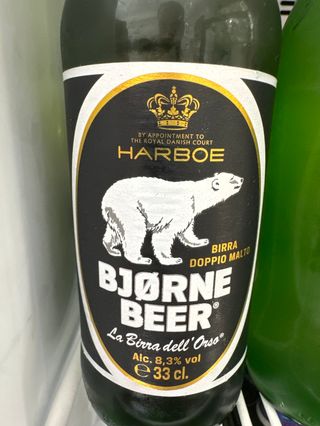 BY APPOINTMENT TO
THE ROYAL DANISH COURT
HARBOE
BIRRA
DOPPIO MALTO
BJØRNE
BEER®
La Birra dell'Orso®
Alc. 8,3% vol
℮ 33 cl.